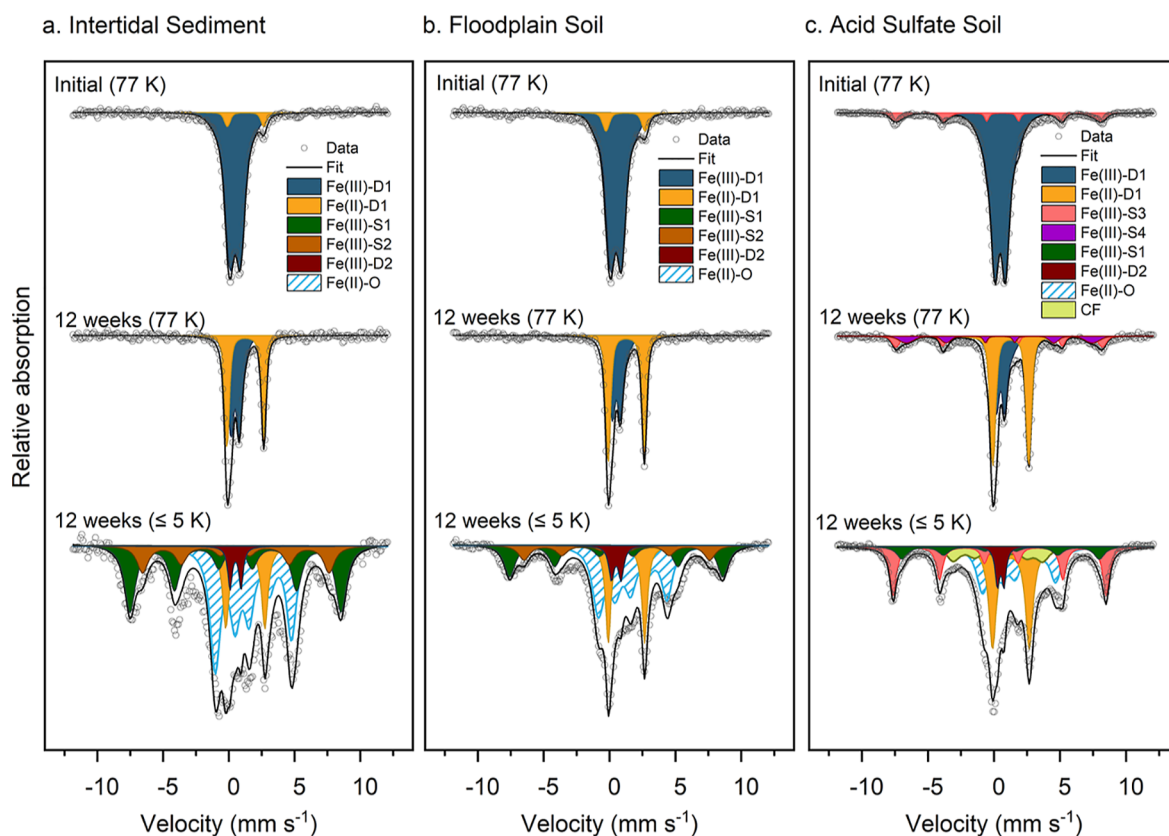 a. Intertidal Sediment
b. Floodplain Soil
c. Acid Sulfate Soil
Relative absorption
Initial (77 K)
Data
Fit
Fe(III)-D1
Fe(II)-D1
Fe(III)-S1
Fe(III)-S2
Fe(III)-D2
Fe(II)-O
12 weeks (77 K)
12 weeks (≤ 5 K)
-10 -5 0 5 10
Velocity (mm s⁻¹)
Initial (77 K)
Data
Fit
Fe(III)-D1
Fe(II)-D1
Fe(III)-S1
Fe(III)-S2
Fe(III)-D2
Fe(II)-O
12 weeks (77 K)
12 weeks (≤ 5 K)
-10 -5 0 5 10
Velocity (mm s⁻¹)
Initial (77 K)
Data
Fit
Fe(III)-D1
Fe(II)-D1
Fe(III)-S3
Fe(III)-S4
Fe(III)-S1
Fe(III)-D2
Fe(II)-O
CF
12 weeks (77 K)
12 weeks (≤ 5 K)
-10 -5 0 5 10
Velocity (mm s⁻¹)